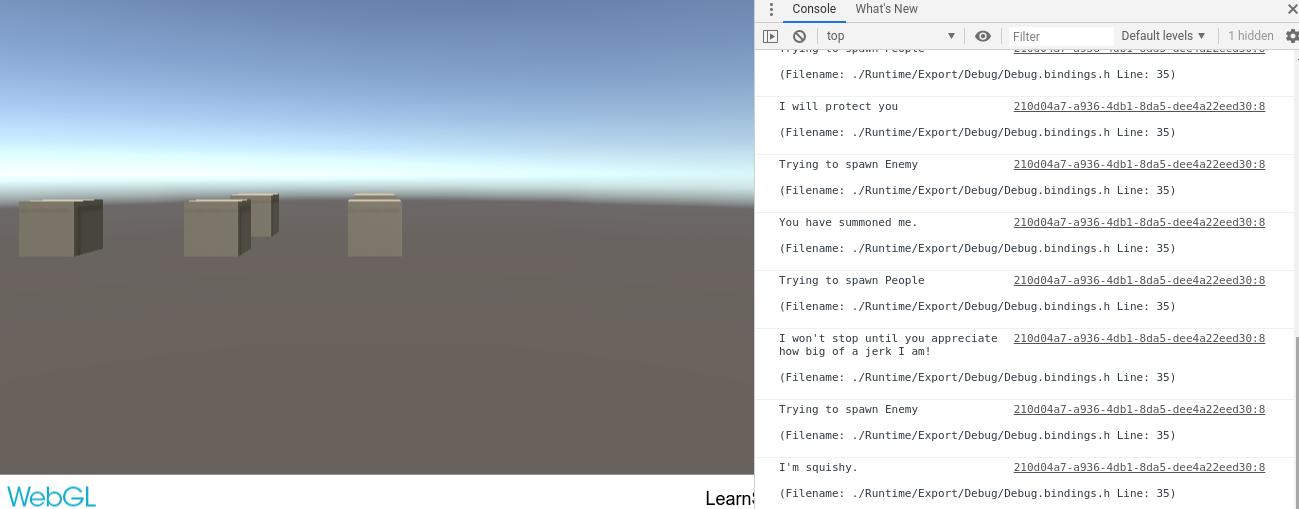 Console What's New
top Filter Default levels 1 hidden
Trying to spawn People 210d04a7-a936-4db1-8da5-dee4a22eed30:8
(Filename: ./Runtime/Export/Debug/Debug.bindings.h Line: 35)
I will protect you 210d04a7-a936-4db1-8da5-dee4a22eed30:8
(Filename: ./Runtime/Export/Debug/Debug.bindings.h Line: 35)
Trying to spawn Enemy 210d04a7-a936-4db1-8da5-dee4a22eed30:8
(Filename: ./Runtime/Export/Debug/Debug.bindings.h Line: 35)
You have summoned me. 210d04a7-a936-4db1-8da5-dee4a22eed30:8
(Filename: ./Runtime/Export/Debug/Debug.bindings.h Line: 35)
Trying to spawn People 210d04a7-a936-4db1-8da5-dee4a22eed30:8
(Filename: ./Runtime/Export/Debug/Debug.bindings.h Line: 35)
I won't stop until you appreciate 210d04a7-a936-4db1-8da5-dee4a22eed30:8
how big of a jerk I am!
(Filename: ./Runtime/Export/Debug/Debug.bindings.h Line: 35)
Trying to spawn Enemy 210d04a7-a936-4db1-8da5-dee4a22eed30:8
(Filename: ./Runtime/Export/Debug/Debug.bindings.h Line: 35)
I'm squishy. 210d04a7-a936-4db1-8da5-dee4a22eed30:8
(Filename: ./Runtime/Export/Debug/Debug.bindings.h Line: 35)
WebGL Learn